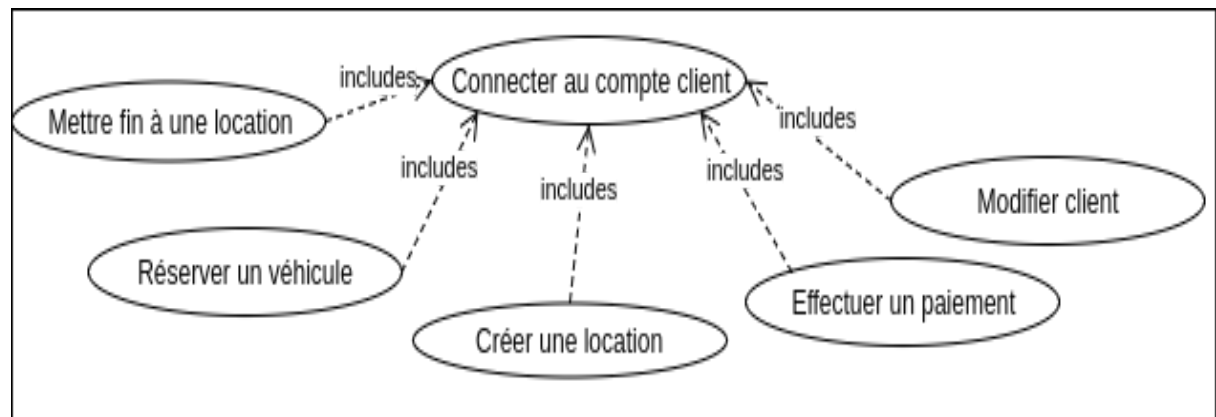 includes
Connecter au compte client
Mettre fin à une location
includes
includes
includes
includes
Modifier client
Réserver un véhicule
Effectuer un paiement
Créer une location